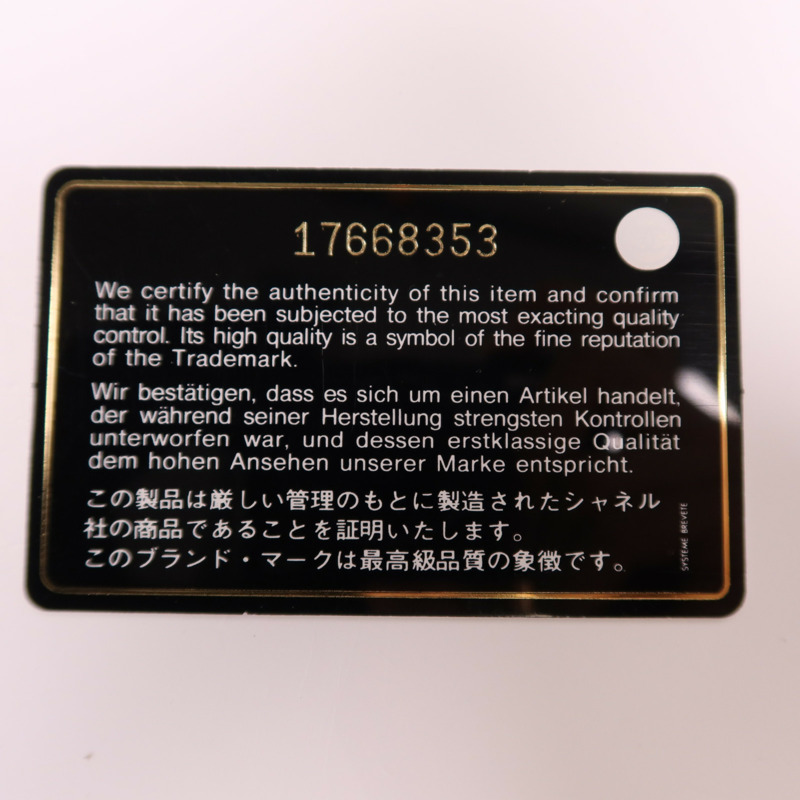 17668353
We certify the authenticity of this item and confirm
that it has been subjected to the most exacting quality
control. Its high quality is a symbol of the fine reputation
of the Trademark.
Wir bestätigen, dass es sich um einen Artikel handelt,
der während seiner Herstellung strengsten Kontrollen
unterworfen war, und dessen erstklassige Qualität
dem hohen Ansehen unserer Marke entspricht.
この製品は厳しい管理のもとに製造されたシャネル
社の商品であることを証明いたします。
このブランド・マークは最高級品質の象徴です。
SYSTEME BREVETE